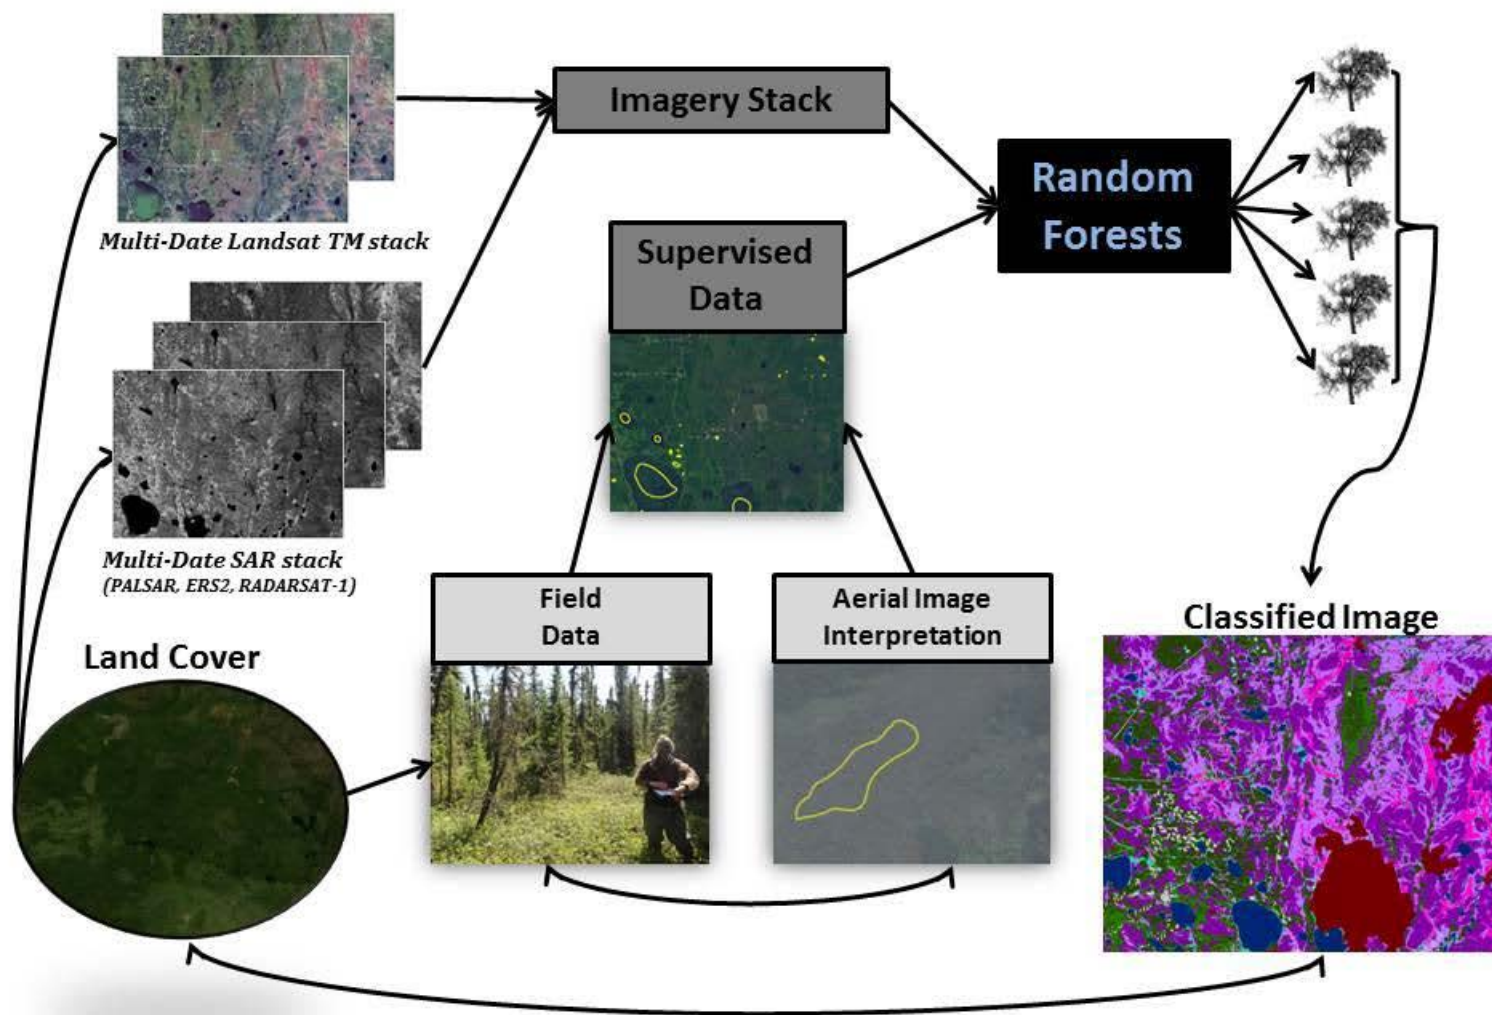 Imagery Stack
Random
Forests
Multi-Date Landsat TM stack
Supervised
Data
Multi-Date SAR stack
(PALSAR, ERS2, RADARSAT-1)
Field
Data
Aerial Image
Interpretation
Classified Image
Land Cover